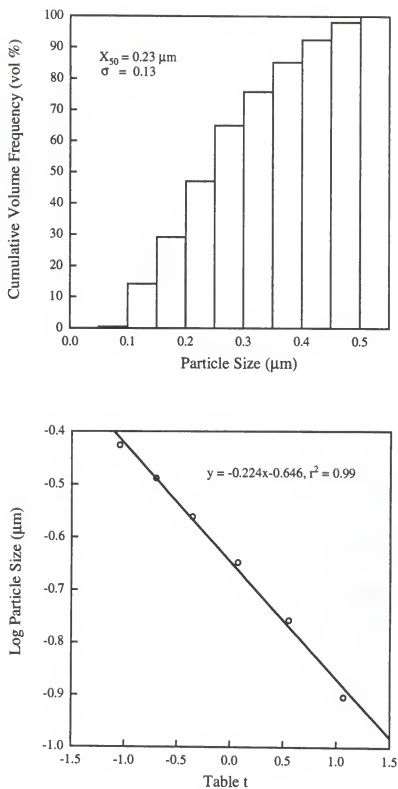 Cumulative Volume Frequency (vol %)
100
90
80
70
60
50
40
30
20
10
0
X50 = 0.23 μm
σ = 0.13
0.0 0.1 0.2 0.3 0.4 0.5
Particle Size (μm)
Log Particle Size (μm)
-0.4
-0.5
-0.6
-0.7
-0.8
-0.9
-1.0
y = -0.224x-0.646, r² = 0.99
-1.5 -1.0 -0.5 0.0 0.5 1.0 1.5
Table t